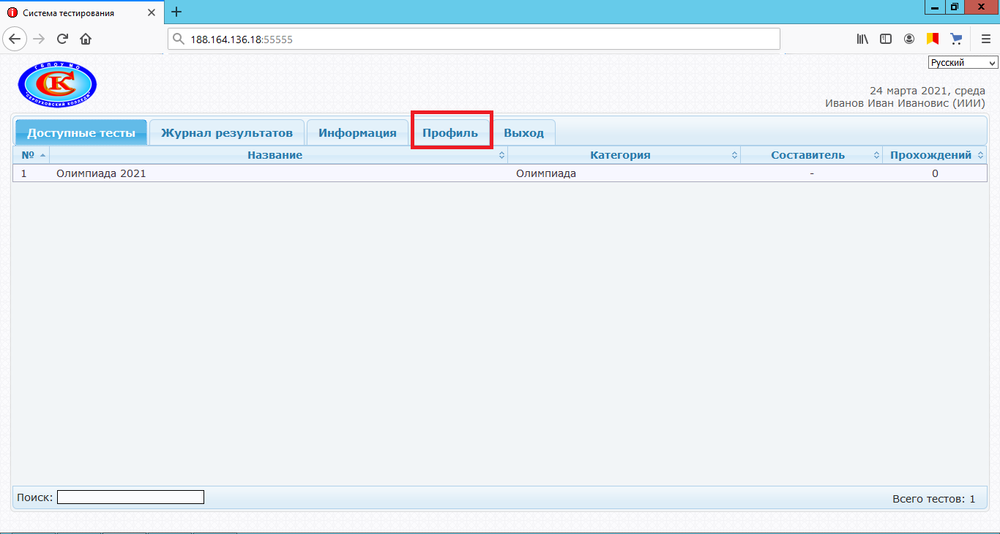 Система тестирования
188.164.136.18:55555
Русский
ГБПОУ МО
СК
"СЕРПУХОВСКИЙ КОЛЛЕДЖ"
24 марта 2021, среда
Иванов Иван Ивановис (ИИИ)
Доступные тесты Журнал результатов Информация Профиль Выход
№ Название Категория Составитель Прохождений
1 Олимпиада 2021 Олимпиада - 0
Поиск: Всего тестов: 1